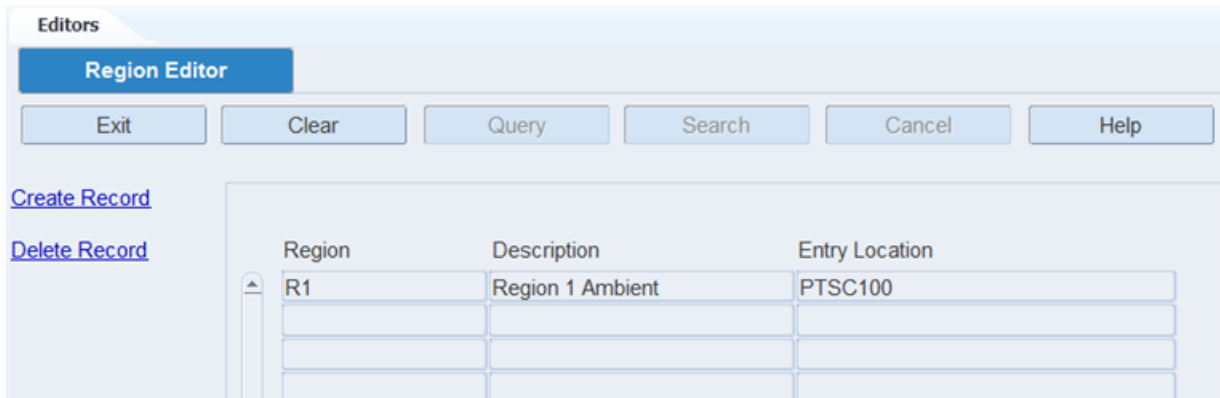 Editors
Region Editor
Exit Clear Query Search Cancel Help
Create Record
Delete Record Region Description Entry Location
R1 Region 1 Ambient PTSC100